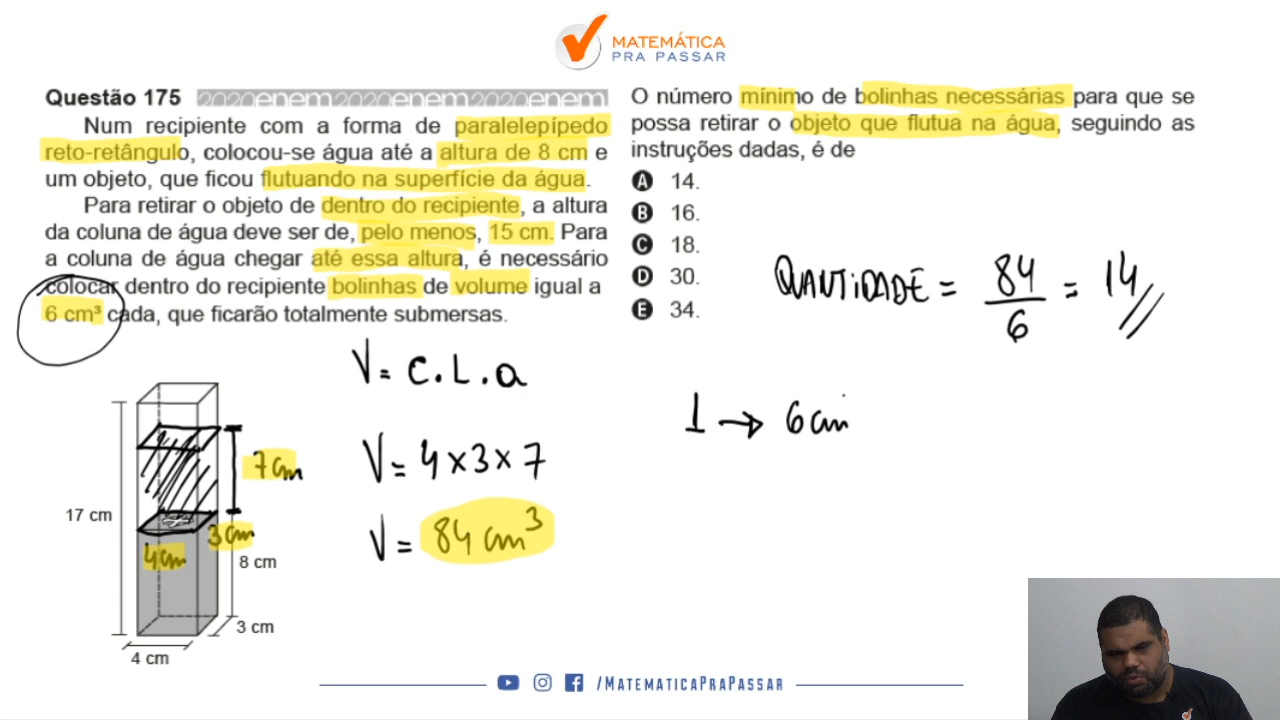 MATEMÁTICA
PRA PASSAR
Questão 175 2020enem2020enem2020enem
Num recipiente com a forma de paralelepípedo
reto-retângulo, colocou-se água até a altura de 8 cm e
um objeto, que ficou flutuando na superfície da água.
Para retirar o objeto de dentro do recipiente, a altura
da coluna de água deve ser de, pelo menos, 15 cm. Para
a coluna de água chegar até essa altura, é necessário
colocar dentro do recipiente bolinhas de volume igual a
6 cm³ cada, que ficarão totalmente submersas.
17 cm
7cm
3cm
4cm
8 cm
3 cm
4 cm
V= C.L.a
V= 4×3×7
V= 84 cm³
O número mínimo de bolinhas necessárias para que se
possa retirar o objeto que flutua na água, seguindo as
instruções dadas, é de
A 14.
B 16.
C 18.
D 30.
E 34.
QUANTIDADE = 84/6 = 14//
1 → 6cm
/MATEMATICAPRAPASSAR